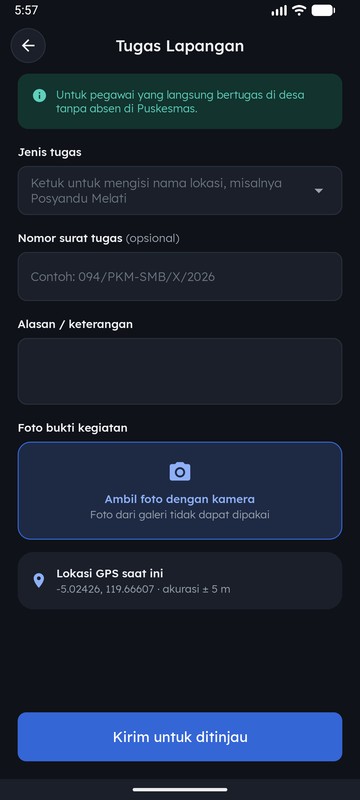 5:57
Tugas Lapangan
Untuk pegawai yang langsung bertugas di desa
tanpa absen di Puskesmas.
Jenis tugas
Ketuk untuk mengisi nama lokasi, misalnya
Posyandu Melati
Nomor surat tugas (opsional)
Contoh: 094/PKM-SMB/X/2026
Alasan / keterangan
Foto bukti kegiatan
Ambil foto dengan kamera
Foto dari galeri tidak dapat dipakai
Lokasi GPS saat ini
-5.02426, 119.66607 · akurasi ± 5 m
Kirim untuk ditinjau